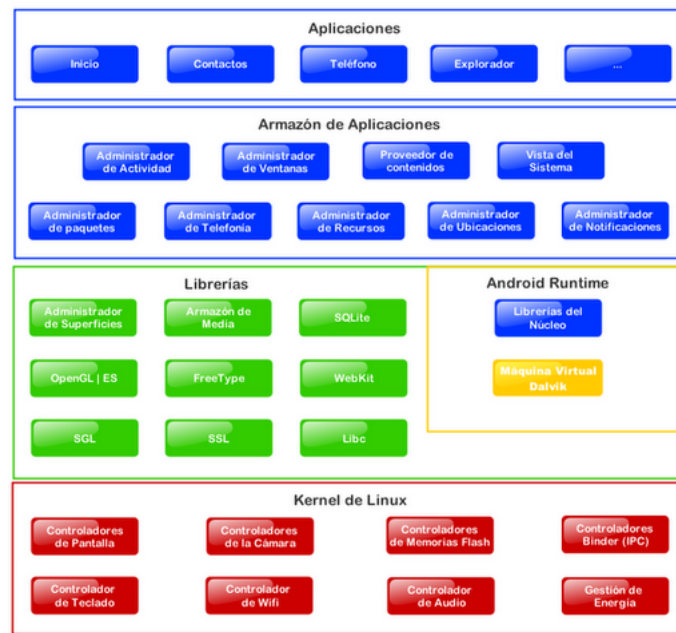 Aplicaciones
Inicio
Contactos
Teléfono
Explorador
...
Armazón de Aplicaciones
Administrador
de Actividad
Administrador
de Ventanas
Proveedor de
contenidos
Vista del
Sistema
Administrador
de paquetes
Administrador
de Telefonía
Administrador
de Recursos
Administrador
de Ubicaciones
Administrador
de Notificaciones
Librerías
Administrador
de Superficies
Armazón de
Media
SQLite
OpenGL | ES
FreeType
WebKit
SGL
SSL
Libc
Android Runtime
Librerías del
Núcleo
Máquina Virtual
Dalvik
Kernel de Linux
Controladores
de Pantalla
Controladores
de la Cámara
Controladores
de Memorias Flash
Controladores
Binder (IPC)
Controlador
de Teclado
Controlador
de Wifi
Controlador
de Audio
Gestión de
Energía